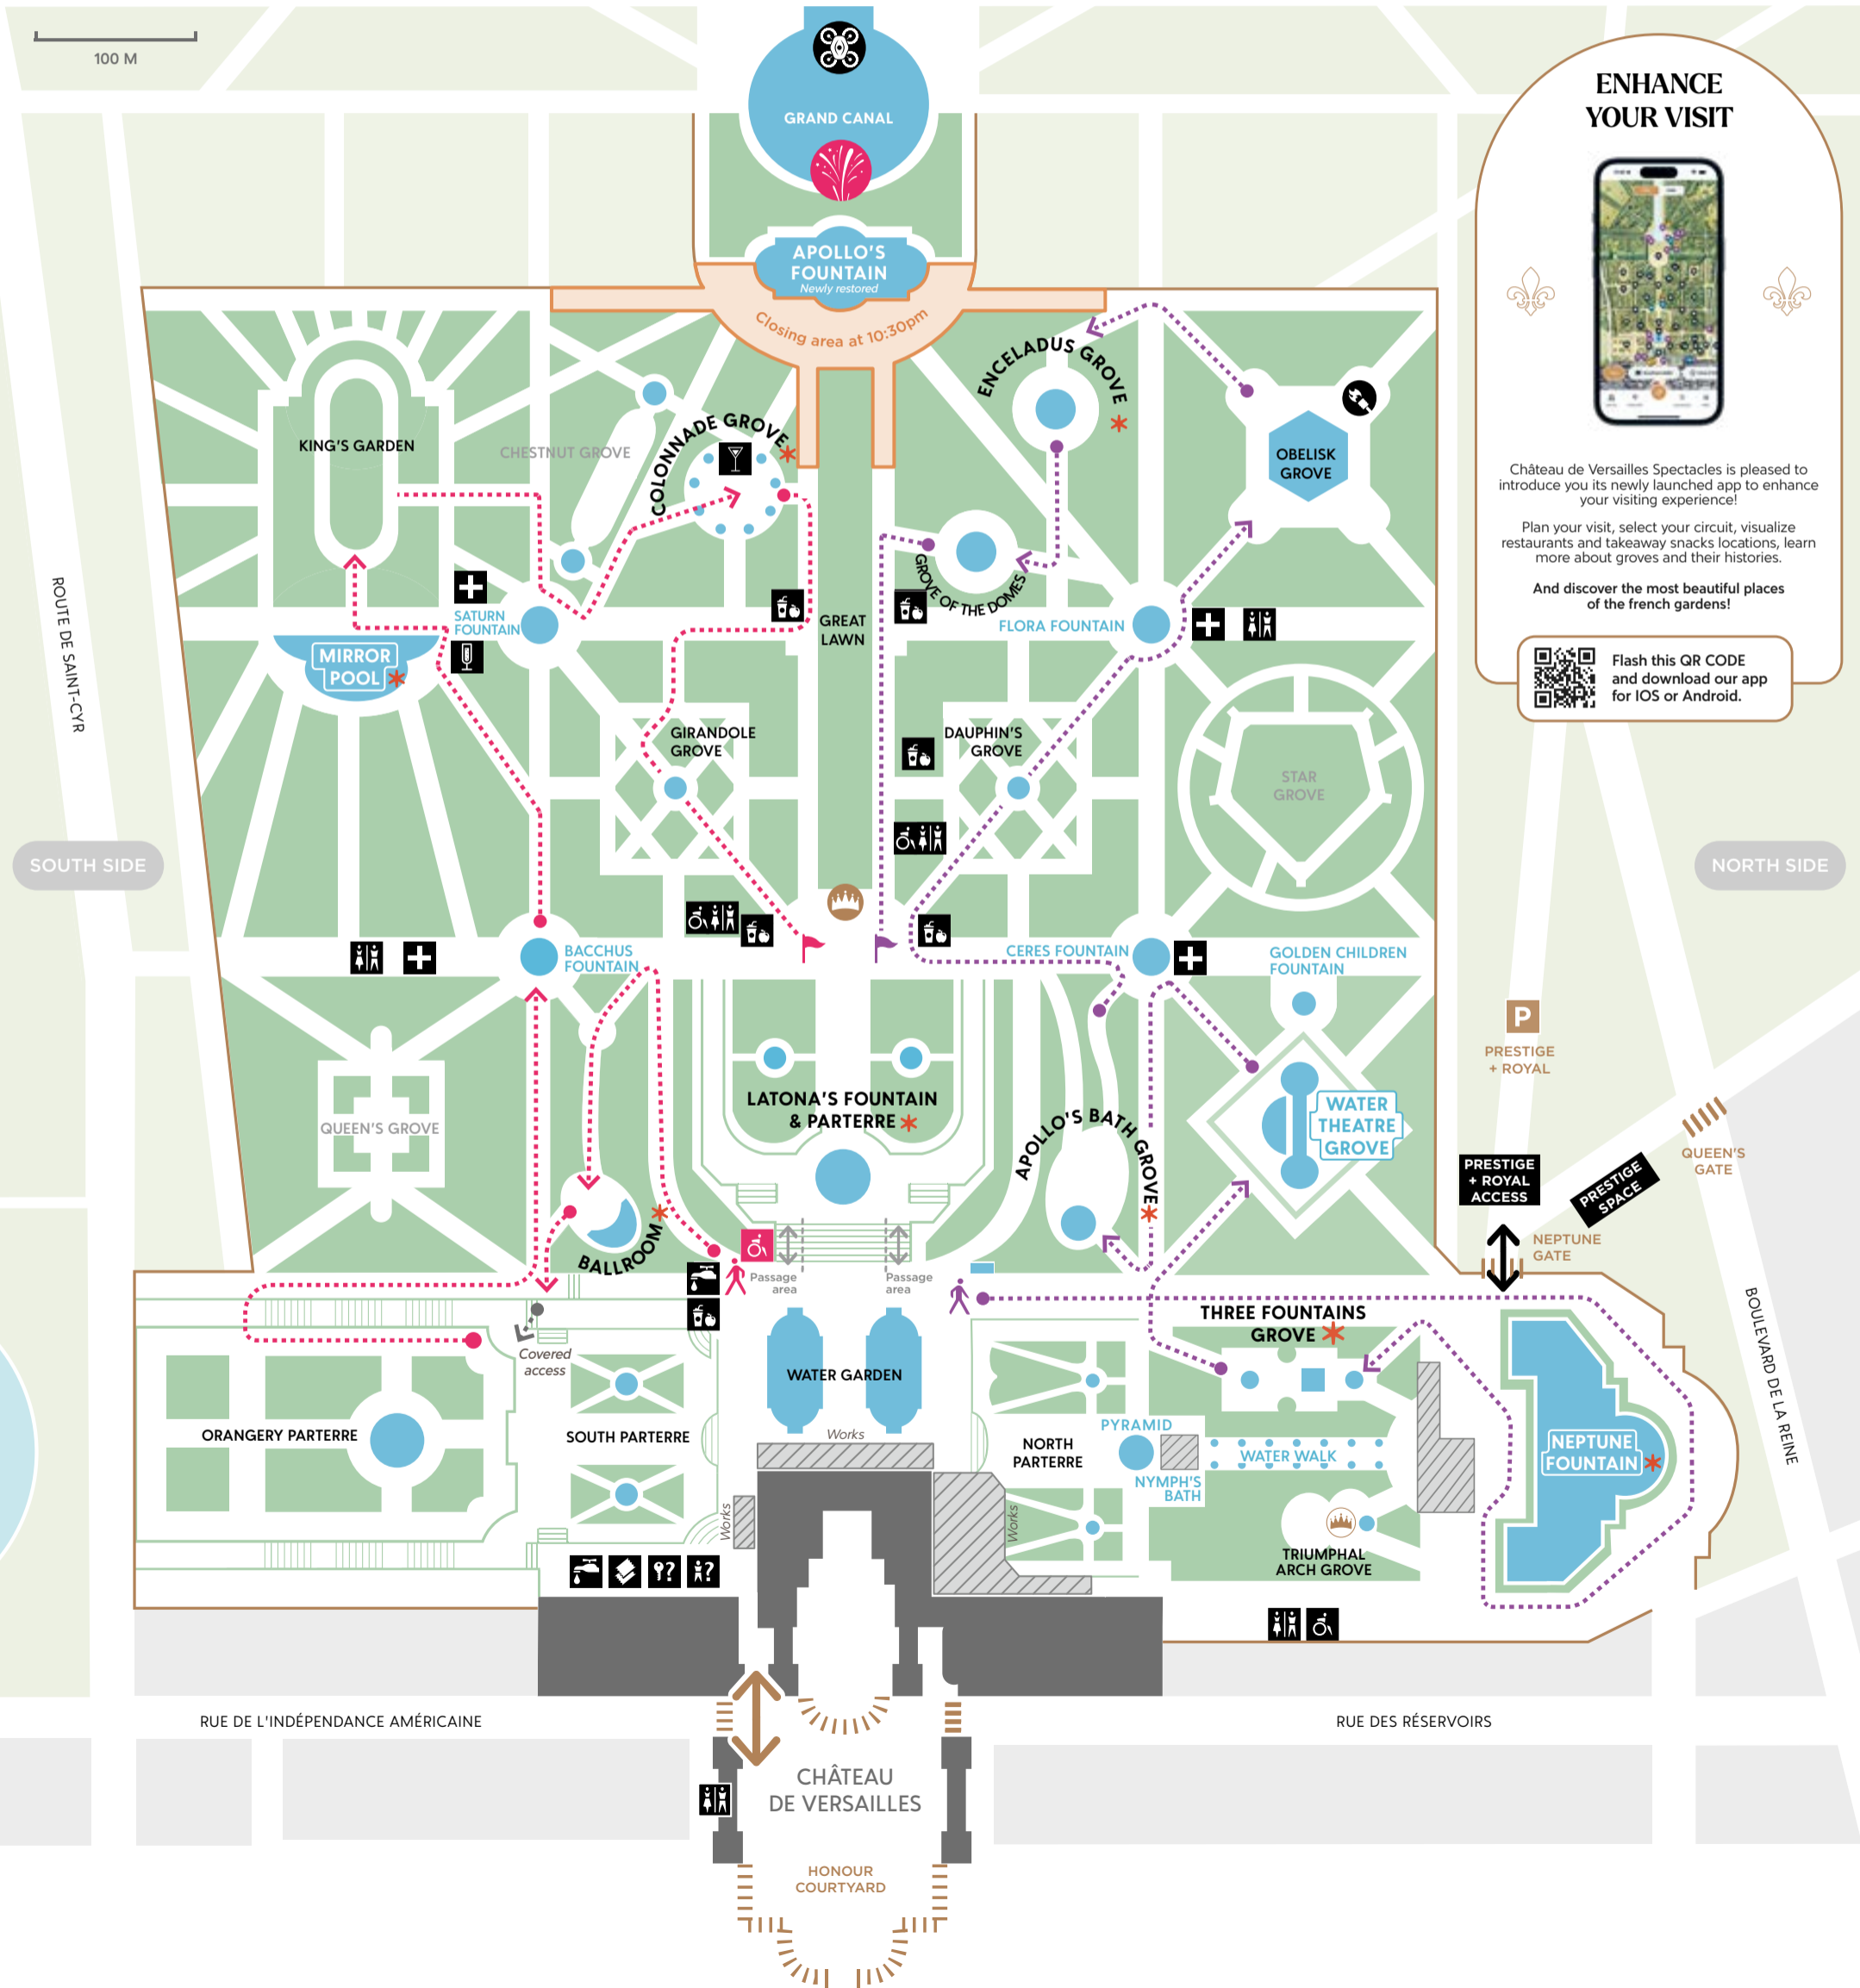 100 M
GRAND CANAL
APOLLO'S
FOUNTAIN
Newly restored
Closing area at 10:30pm
ENHANCE
YOUR VISIT
Château de Versailles Spectacles is pleased to
introduce you its newly launched app to enhance
your visiting experience!
Plan your visit, select your circuit, visualize
restaurants and takeaway snacks locations, learn
more about groves and their histories.
And discover the most beautiful places
of the french gardens!
Flash this QR CODE
and download our app
for IOS or Android.
KING'S GARDEN
CHESTNUT GROVE
COLONNADE GROVE
ENCELADUS GROVE
OBELISK
GROVE
GROVE OF THE DOMES
SATURN
FOUNTAIN
MIRROR
POOL
GREAT
LAWN
FLORA FOUNTAIN
ROUTE DE SAINT-CYR
GIRANDOLE
GROVE
DAUPHIN'S
GROVE
STAR
GROVE
SOUTH SIDE
NORTH SIDE
BACCHUS
FOUNTAIN
CERES FOUNTAIN
GOLDEN CHILDREN
FOUNTAIN
P
PRESTIGE
+ ROYAL
QUEEN'S GROVE
LATONA'S FOUNTAIN
& PARTERRE
APOLLO'S BATH GROVE
WATER
THEATRE
GROVE
QUEEN'S
GATE
PRESTIGE
+ ROYAL
ACCESS
PRESTIGE
SPACE
NEPTUNE
GATE
BALLROOM
Passage
area
Passage
area
THREE FOUNTAINS
GROVE
BOULEVARD DE LA REINE
Covered
access
WATER GARDEN
ORANGERY PARTERRE
SOUTH PARTERRE
Works
NORTH
PARTERRE
PYRAMID
NYMPH'S
BATH
WATER WALK
NEPTUNE
FOUNTAIN
Works
Works
TRIUMPHAL
ARCH GROVE
?
?
RUE DE L'INDÉPENDANCE AMÉRICAINE
RUE DES RÉSERVOIRS
CHÂTEAU
DE VERSAILLES
HONOUR
COURTYARD